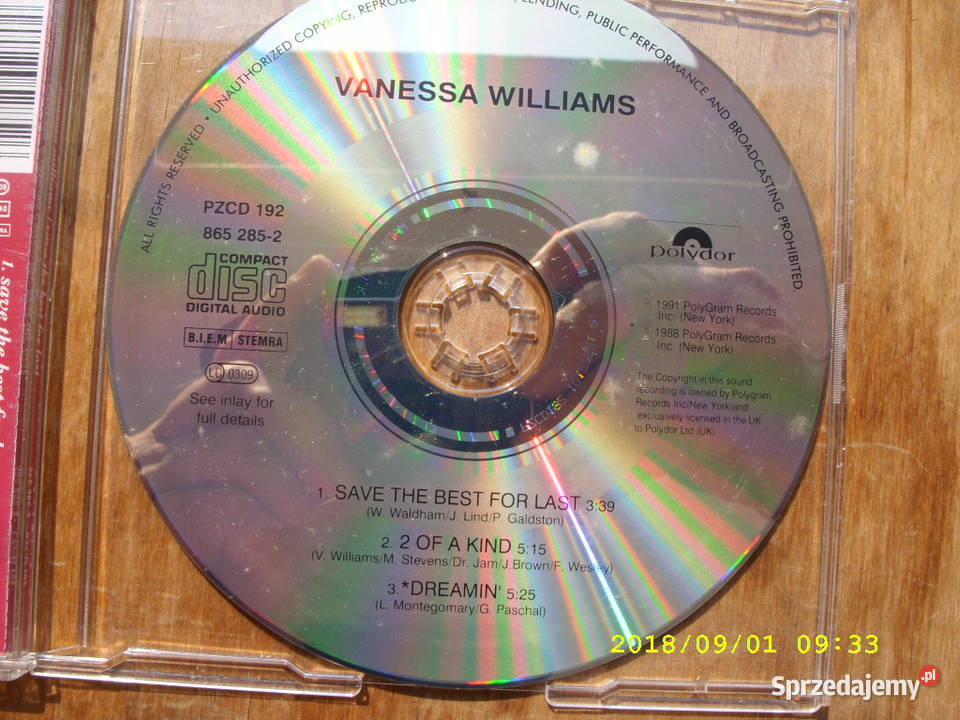 ALL RIGHTS RESERVED • UNAUTHORIZED COPYING, LENDING, PUBLIC PERFORMANCE AND BROADCASTING PROHIBITED.
VANESSA WILLIAMS
PZCD 192
865 285-2
COMPACT
disc
DIGITAL AUDIO
B.I.E.M STEMRA
LC 0309
See inlay for
full details
polydor
℗ 1991 PolyGram Records
Inc. (New York)
1988 PolyGram Records
Inc. (New York)
The Copyright in this sound
recording is owned by Polygram
Records Inc(New York)and
exclusively licensed in the UK
to Polydor Ltd (UK)
1. SAVE THE BEST FOR LAST 3:39
(W. Waldham/J. Lind/P. Galdston)
2. 2 OF A KIND 5:15
(V. Williams/M. Stevens/Dr. Jam/J.Brown/F. Wesley)
3. *DREAMIN' 5:25
(L. Montegomary/G. Paschal)
1. save the best
2018/09/01 09:33
Sprzedajemy.pl